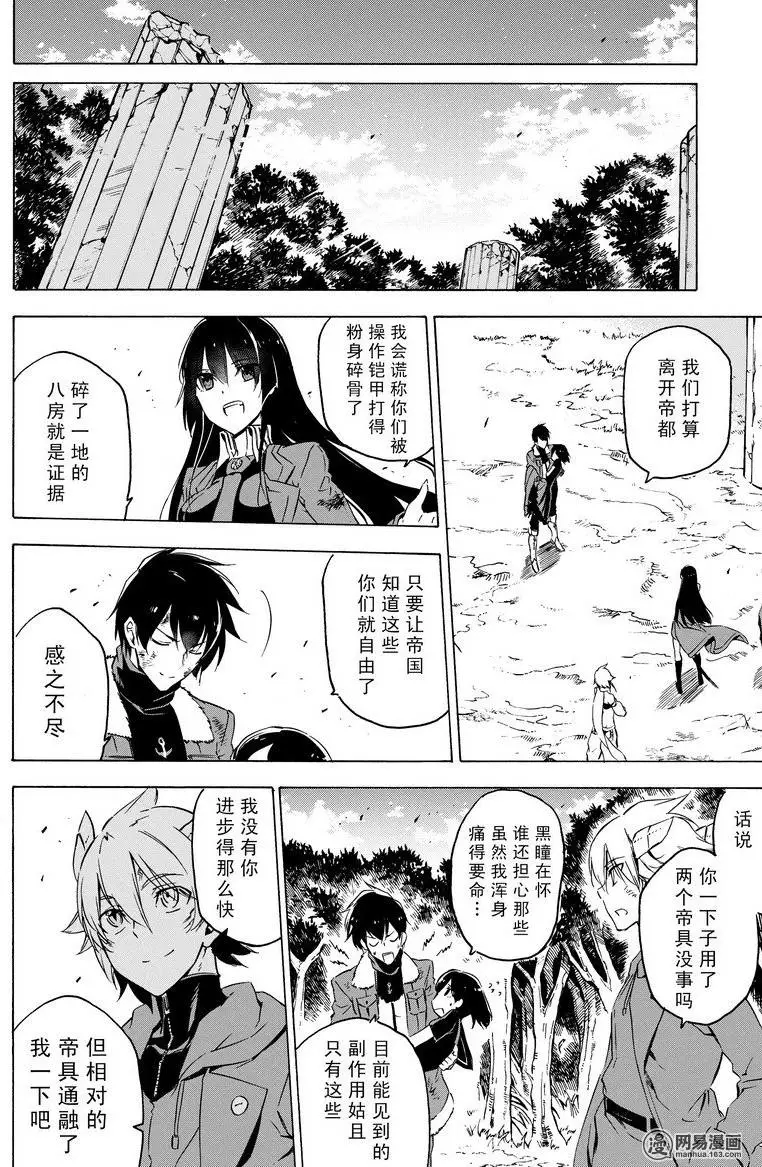 我们打算
离开帝都
我会谎称你们被
操作铠甲打得
粉身碎骨了
碎了一地的
八房就是证据
只要让帝国
知道这些
你们就自由了
感之不尽
话说
你一下子用了
两个帝具没事吗
黑瞳在怀
谁还担心那些
虽然我浑身
痛得要命…
目前能见到的
副作用姑且
只有这些
我没有你
进步得那么快
但相对的
帝具通融了
我一下吧
漫 网易漫画
manhua.163.com